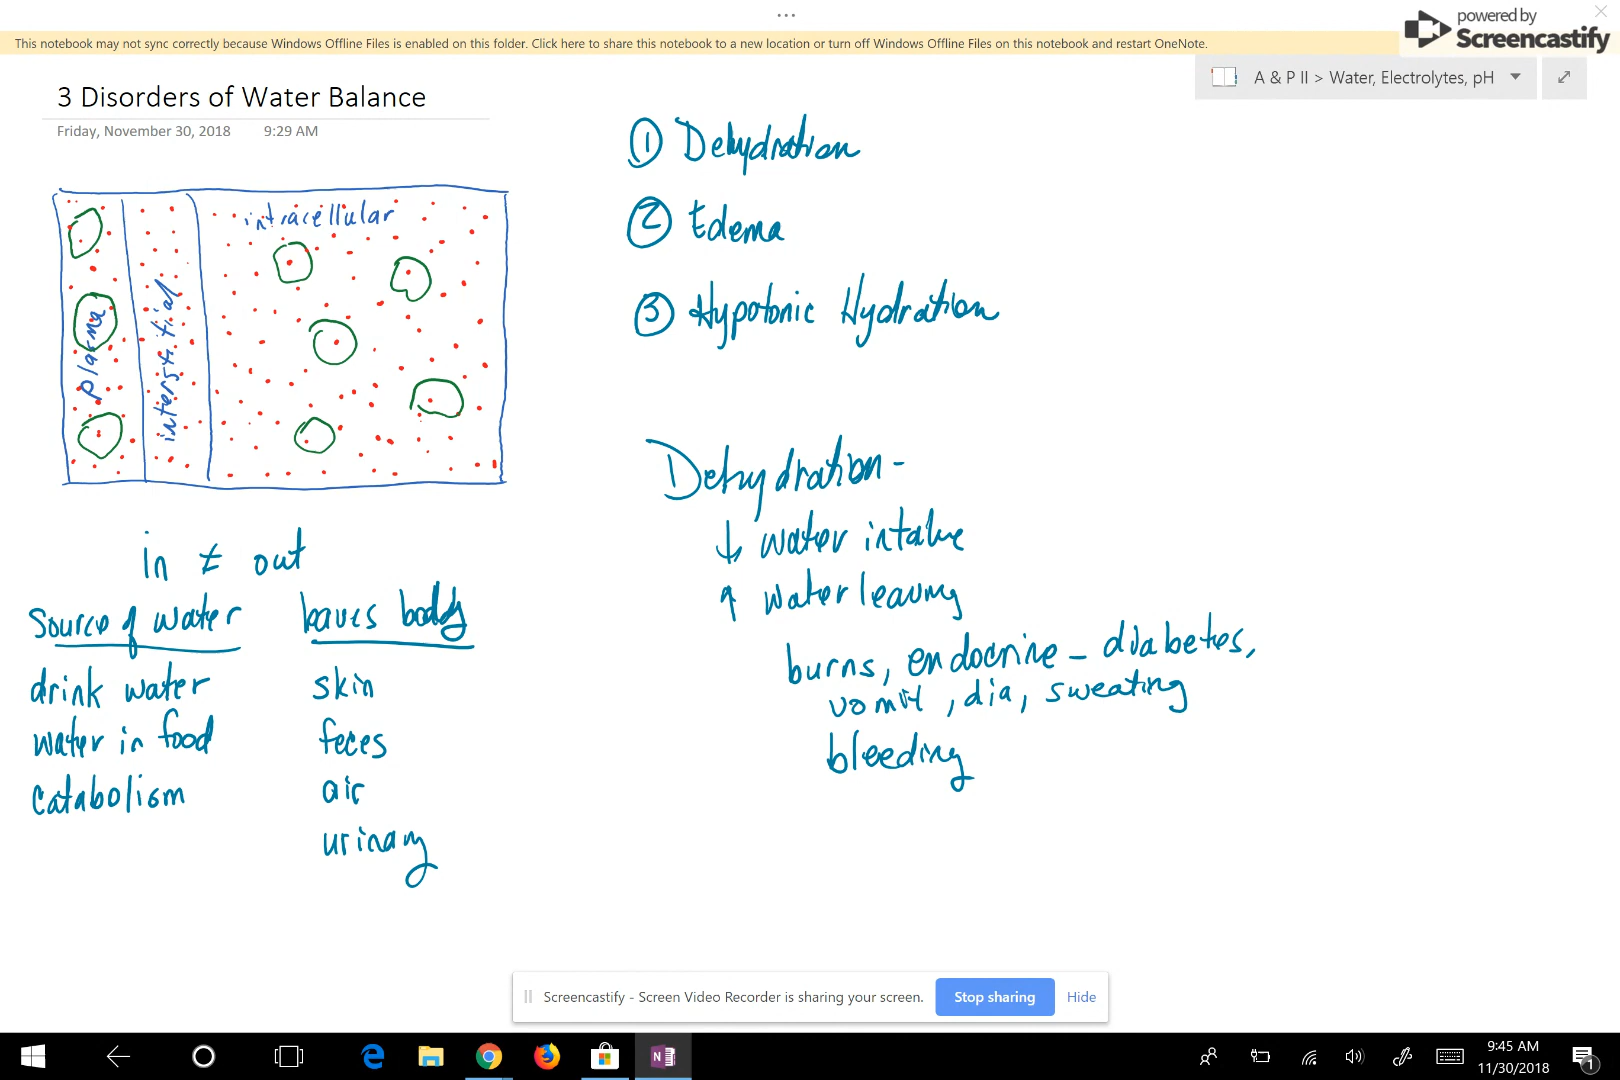 ...
powered by
Screencastify
This notebook may not sync correctly because Windows Offline Files is enabled on this folder. Click here to share this notebook to a new location or turn off Windows Offline Files on this notebook and restart OneNote.
A & P II > Water, Electrolytes, pH
3 Disorders of Water Balance
Friday, November 30, 2018 9:29 AM
plasma
interstitial
intracellular
in ≠ out
Source of water
drink water
water in food
catabolism
leaves body
skin
feces
air
urinary
① Dehydration
② Edema
③ Hypotonic Hydration
Dehydration -
↓ water intake
↑ water leaving
burns, endocrine - diabetes,
vomit, dia, sweating
bleeding
Screencastify - Screen Video Recorder is sharing your screen.
Stop sharing
Hide
N
9:45 AM
11/30/2018
1